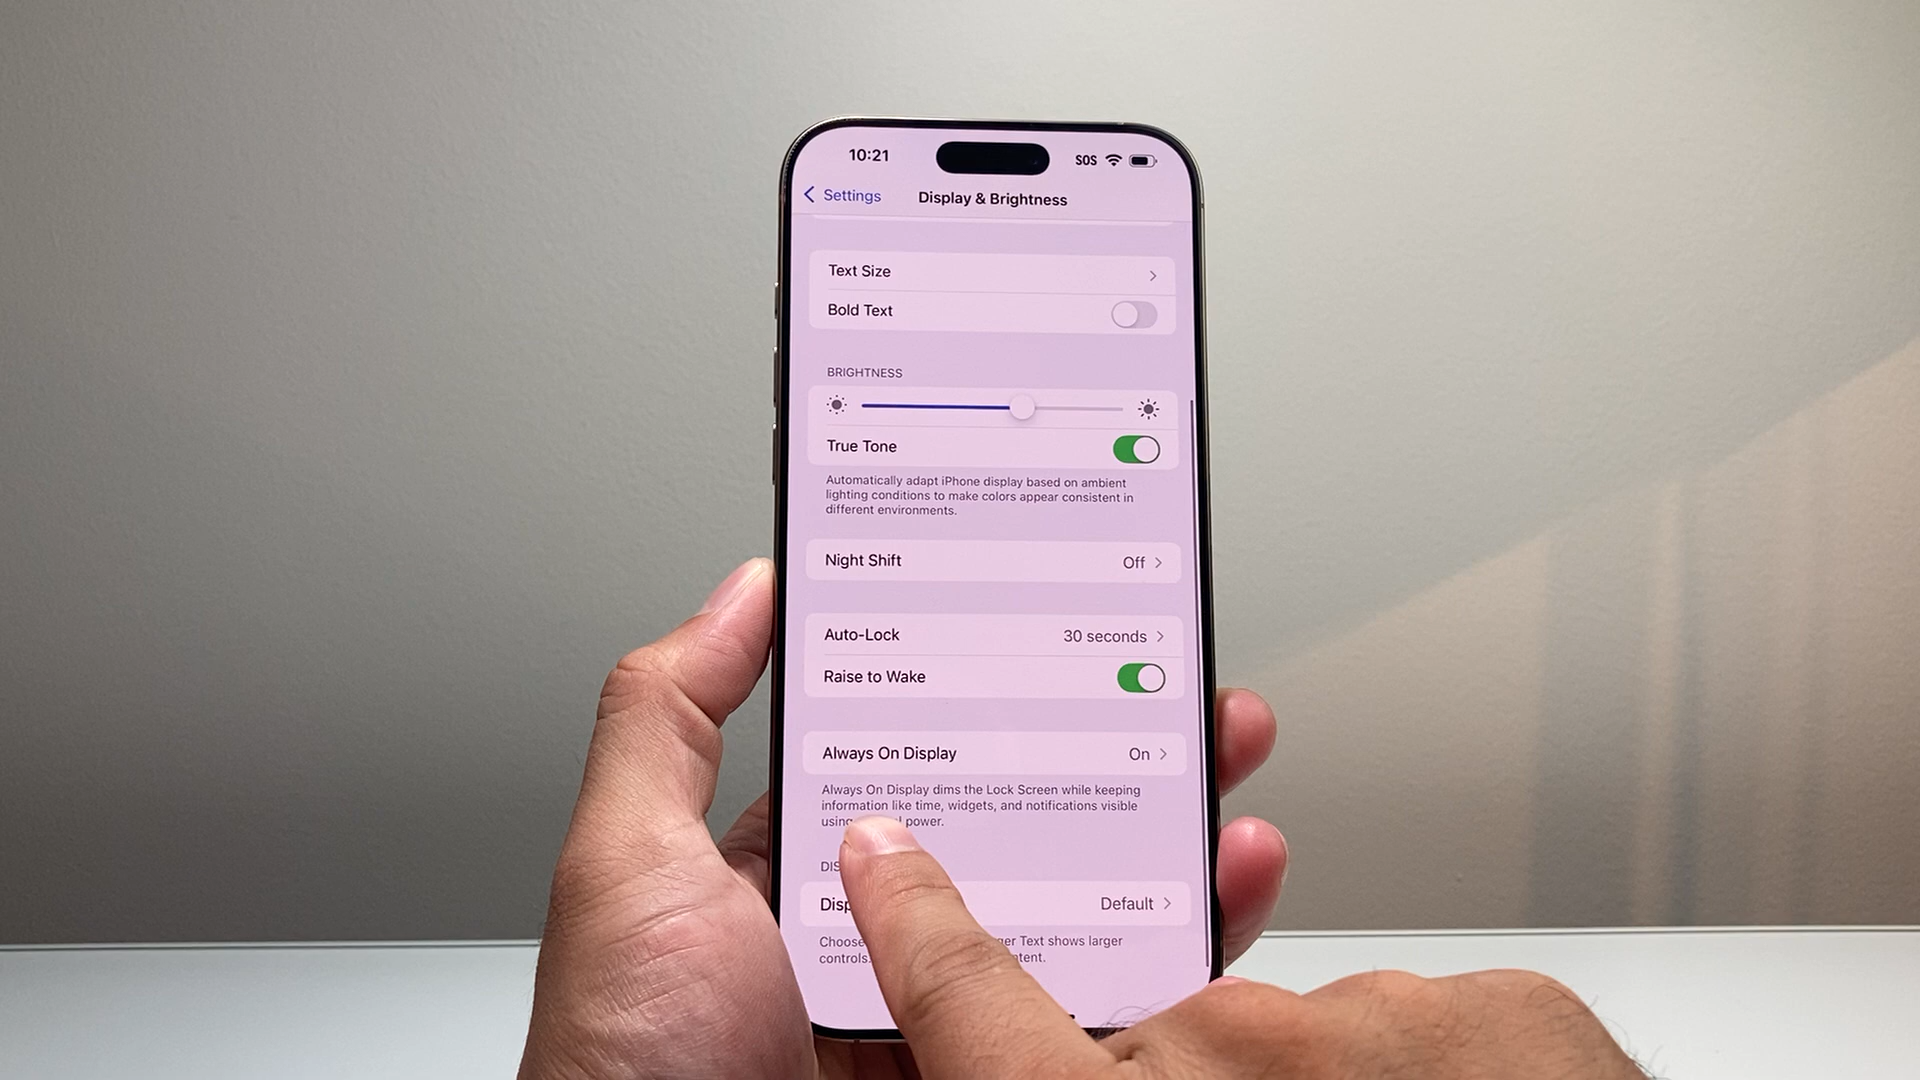 10:21
SOS
Settings
Display & Brightness
Text Size
Bold Text
BRIGHTNESS
True Tone
Automatically adapt iPhone display based on ambient
lighting conditions to make colors appear consistent in
different environments.
Night Shift
Off
Auto-Lock
30 seconds
Raise to Wake
Always On Display
On
Always On Display dims the Lock Screen while keeping
information like time, widgets, and notifications visible
using power.
Default
Choose Text shows larger
controls.